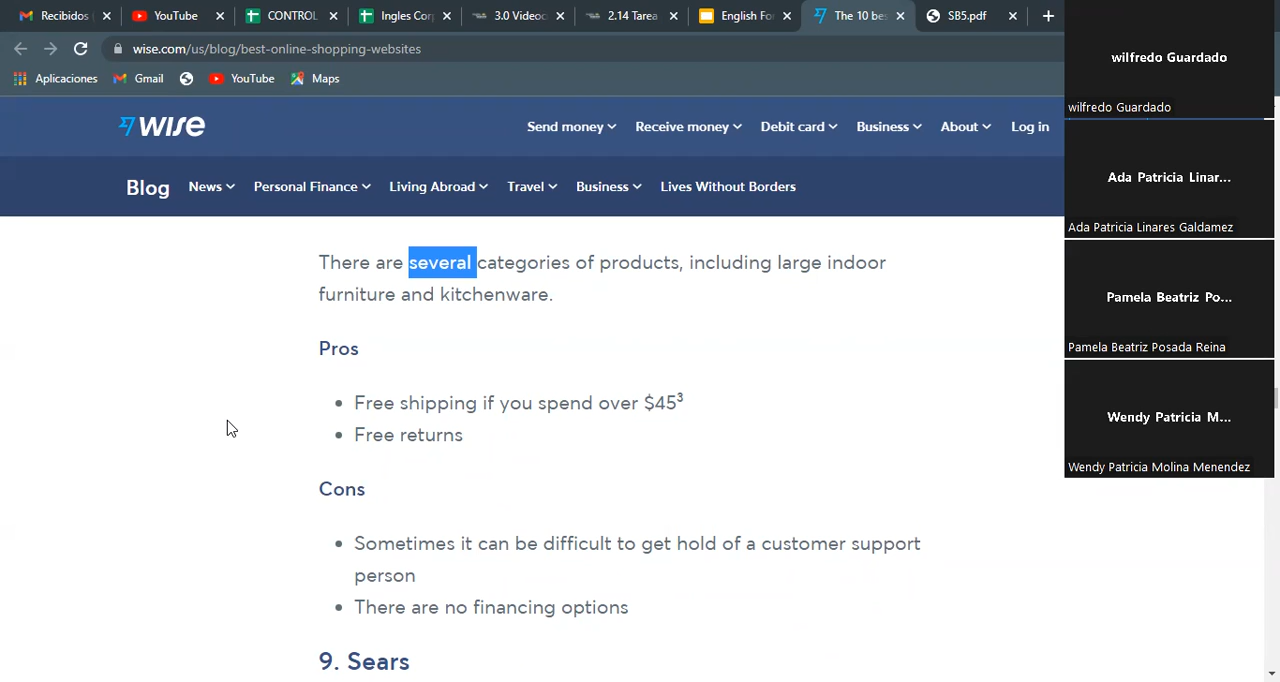 Recibidos
YouTube
CONTROL
Ingles Cor
3.0 Videoc
2.14 Tarea
English Fo
The 10 bes
SB5.pdf
wise.com/us/blog/best-online-shopping-websites
Aplicaciones
Gmail
YouTube
Maps
wise
Send money
Receive money
Debit card
Business
About
Log in
Blog
News
Personal Finance
Living Abroad
Travel
Business
Lives Without Borders
There are several categories of products, including large indoor
furniture and kitchenware.
Pros
• Free shipping if you spend over $45³
• Free returns
Cons
• Sometimes it can be difficult to get hold of a customer support
person
• There are no financing options
9. Sears
wilfredo Guardado
wilfredo Guardado
Ada Patricia Linar...
Ada Patricia Linares Galdamez
Pamela Beatriz Po...
Pamela Beatriz Posada Reina
Wendy Patricia M...
Wendy Patricia Molina Menendez